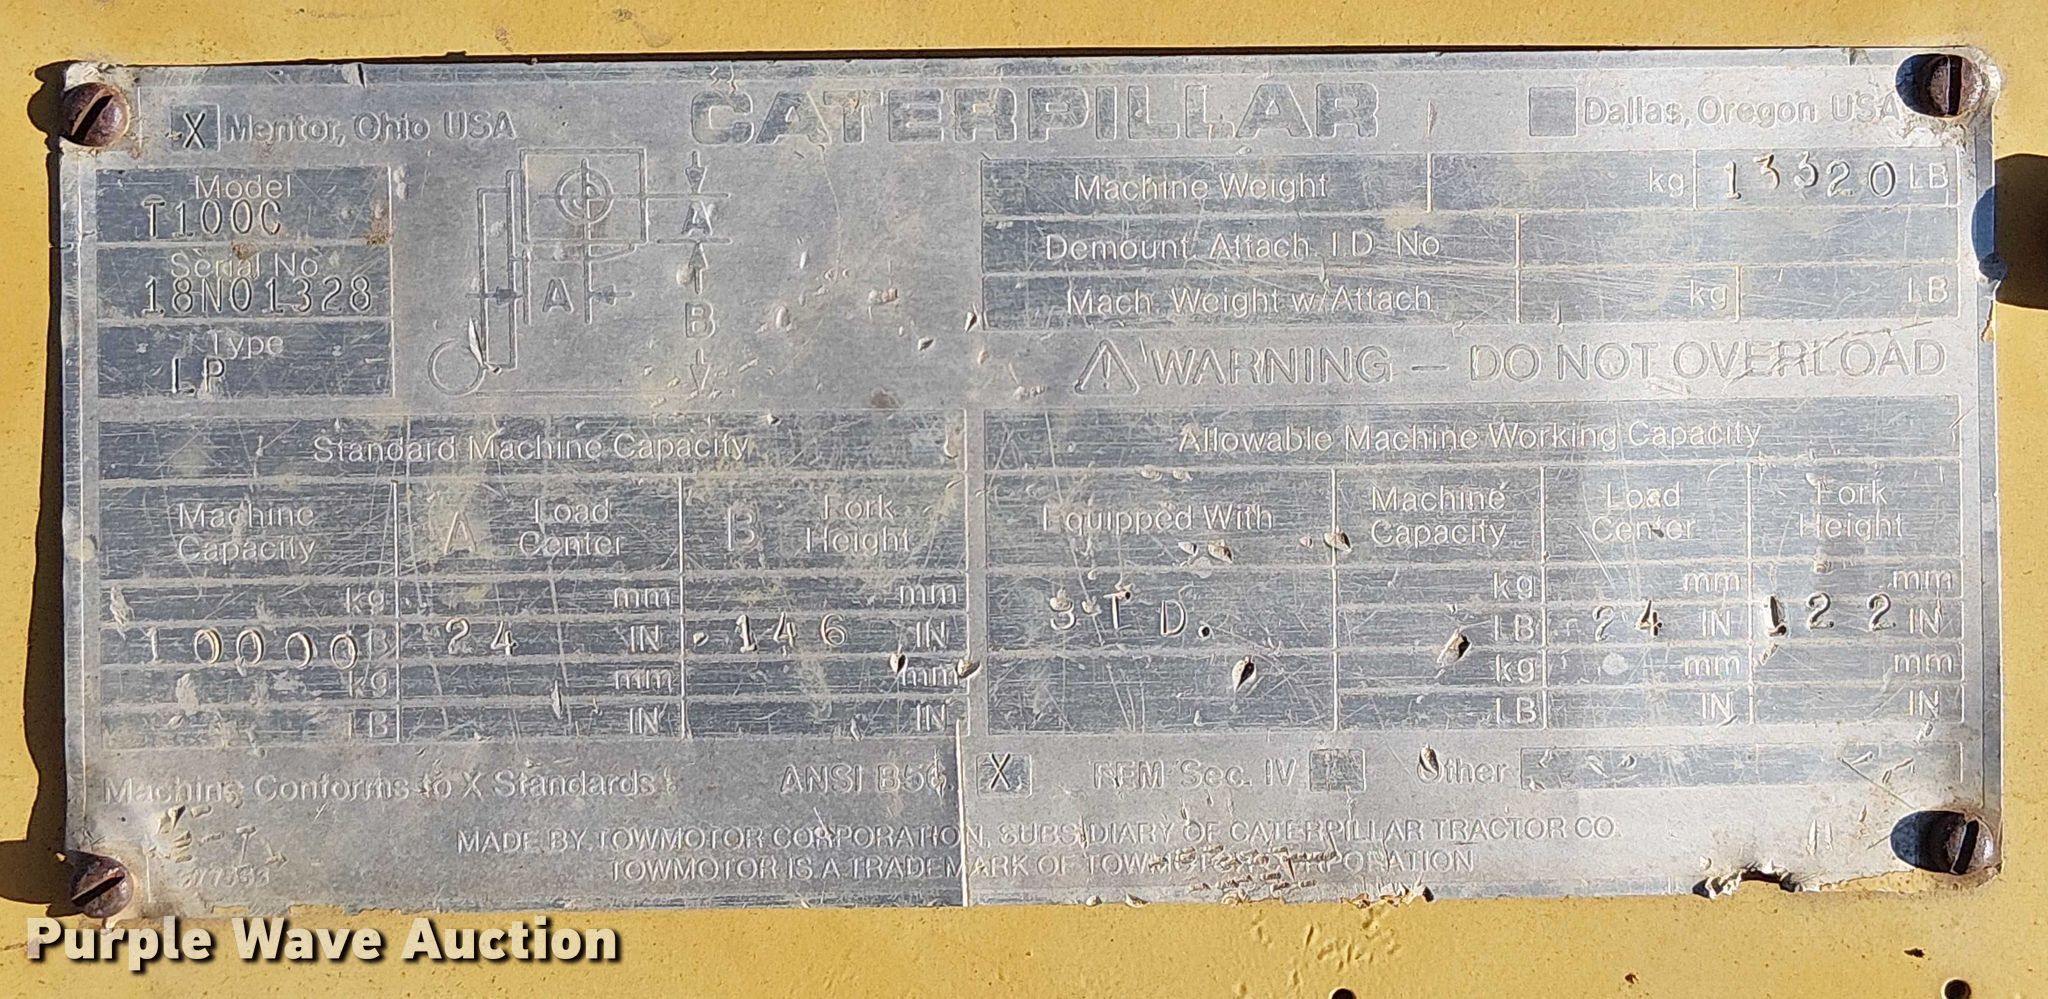 X Mentor, Ohio USA
CATERPILLAR
Dallas, Oregon USA
Model
T100C
Serial No.
18N01328
Type
LP
A
A
B
Machine Weight kg 13320 LB
Demount. Attach. I D No.
Mach. Weight w/Attach. kg LB
WARNING – DO NOT OVERLOAD
Standard Machine Capacity
Machine Capacity A Load Center B Fork Height
kg mm mm
10000 LB 24 IN 146 IN
kg mm mm
LB IN IN
Allowable Machine Working Capacity
Equipped With Machine Capacity Load Center Fork Height
kg mm mm
STD. LB 24 IN 122 IN
kg mm mm
LB IN IN
Machine Conforms to X Standards: ANSI B56. X FEM Sec. IV Other
MADE BY TOWMOTOR CORPORATION, SUBSIDIARY OF CATERPILLAR TRACTOR CO.
TOWMOTOR IS A TRADEMARK OF TOWMOTOR CORPORATION
Purple Wave Auction